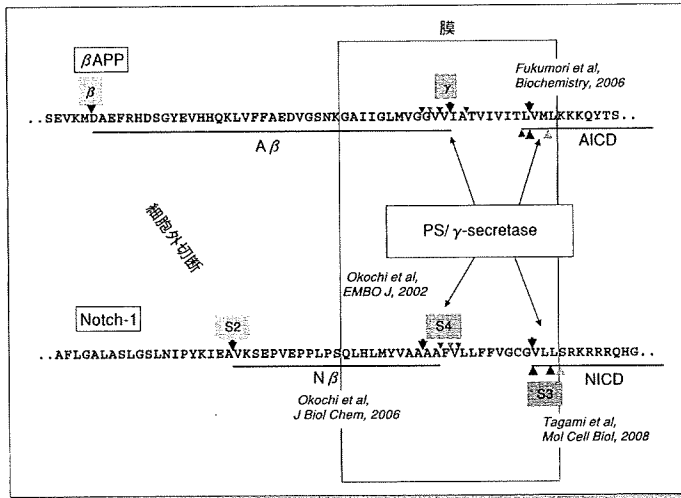 膜
βAPP
β
γ
Fukumori et al,
Biochemistry, 2006
..SEVKMDAEFRHDSGYEVHHQKLVFFAEDVGSNKGAIIGLMVGGVVIATVIVITLVMLKKKQYTS..
Aβ
AICD
細胞外切断
PS/ γ-secretase
Okochi et al,
EMBO J, 2002
Notch-1
S2
S4
..AFLGALASLGSLNIPYKIEAVKSEPVEPPLPSQLHLMYVAAAAFVLLFFVGCGVLLSRKRRRQHG..
Nβ
NICD
Okochi et al,
J Biol Chem, 2006
S3
Tagami et al,
Mol Cell Biol, 2008